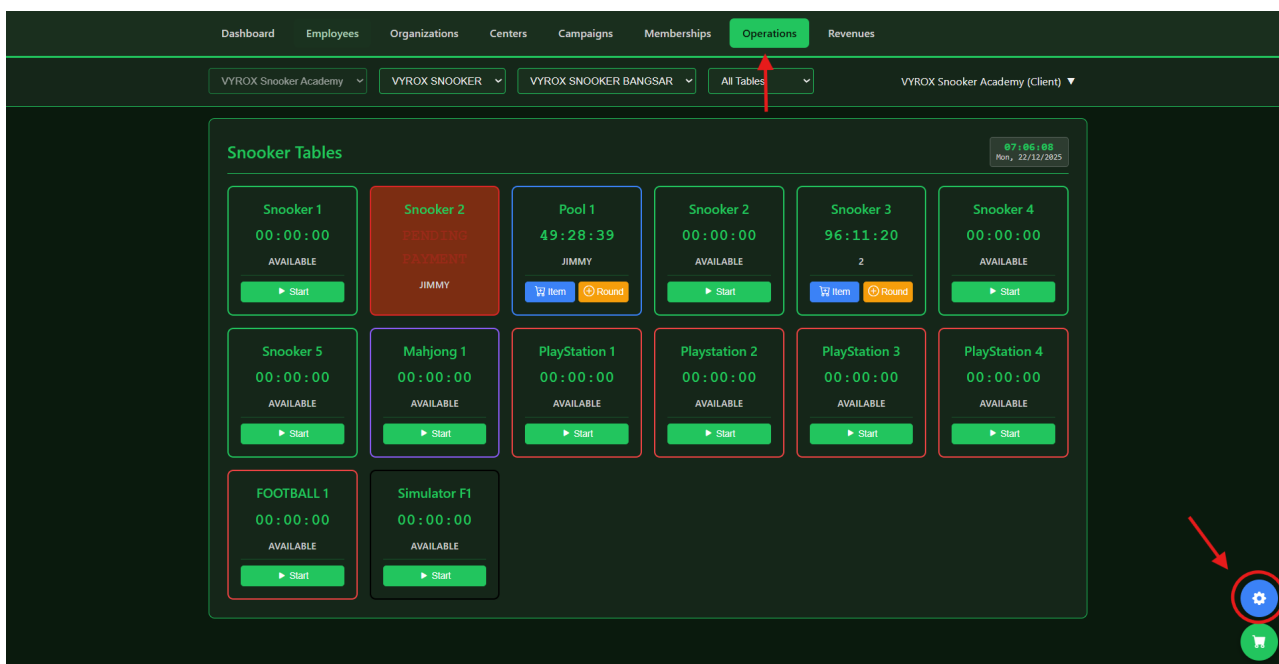 Dashboard Employees Organizations Centers Campaigns Memberships Operations Revenues
VYROX Snooker Academy VYROX SNOOKER VYROX SNOOKER BANGSAR All Tables VYROX Snooker Academy (Client) ▼
Snooker Tables
07:06:08
Mon, 22/12/2025
Snooker 1
00:00:00
AVAILABLE
Start
Snooker 2
PENDING
PAYMENT
JIMMY
Pool 1
49:28:39
JIMMY
Item Round
Snooker 2
00:00:00
AVAILABLE
Start
Snooker 3
96:11:20
2
Item Round
Snooker 4
00:00:00
AVAILABLE
Start
Snooker 5
00:00:00
AVAILABLE
Start
Mahjong 1
00:00:00
AVAILABLE
Start
PlayStation 1
00:00:00
AVAILABLE
Start
Playstation 2
00:00:00
AVAILABLE
Start
PlayStation 3
00:00:00
AVAILABLE
Start
PlayStation 4
00:00:00
AVAILABLE
Start
FOOTBALL 1
00:00:00
AVAILABLE
Start
Simulator F1
00:00:00
AVAILABLE
Start